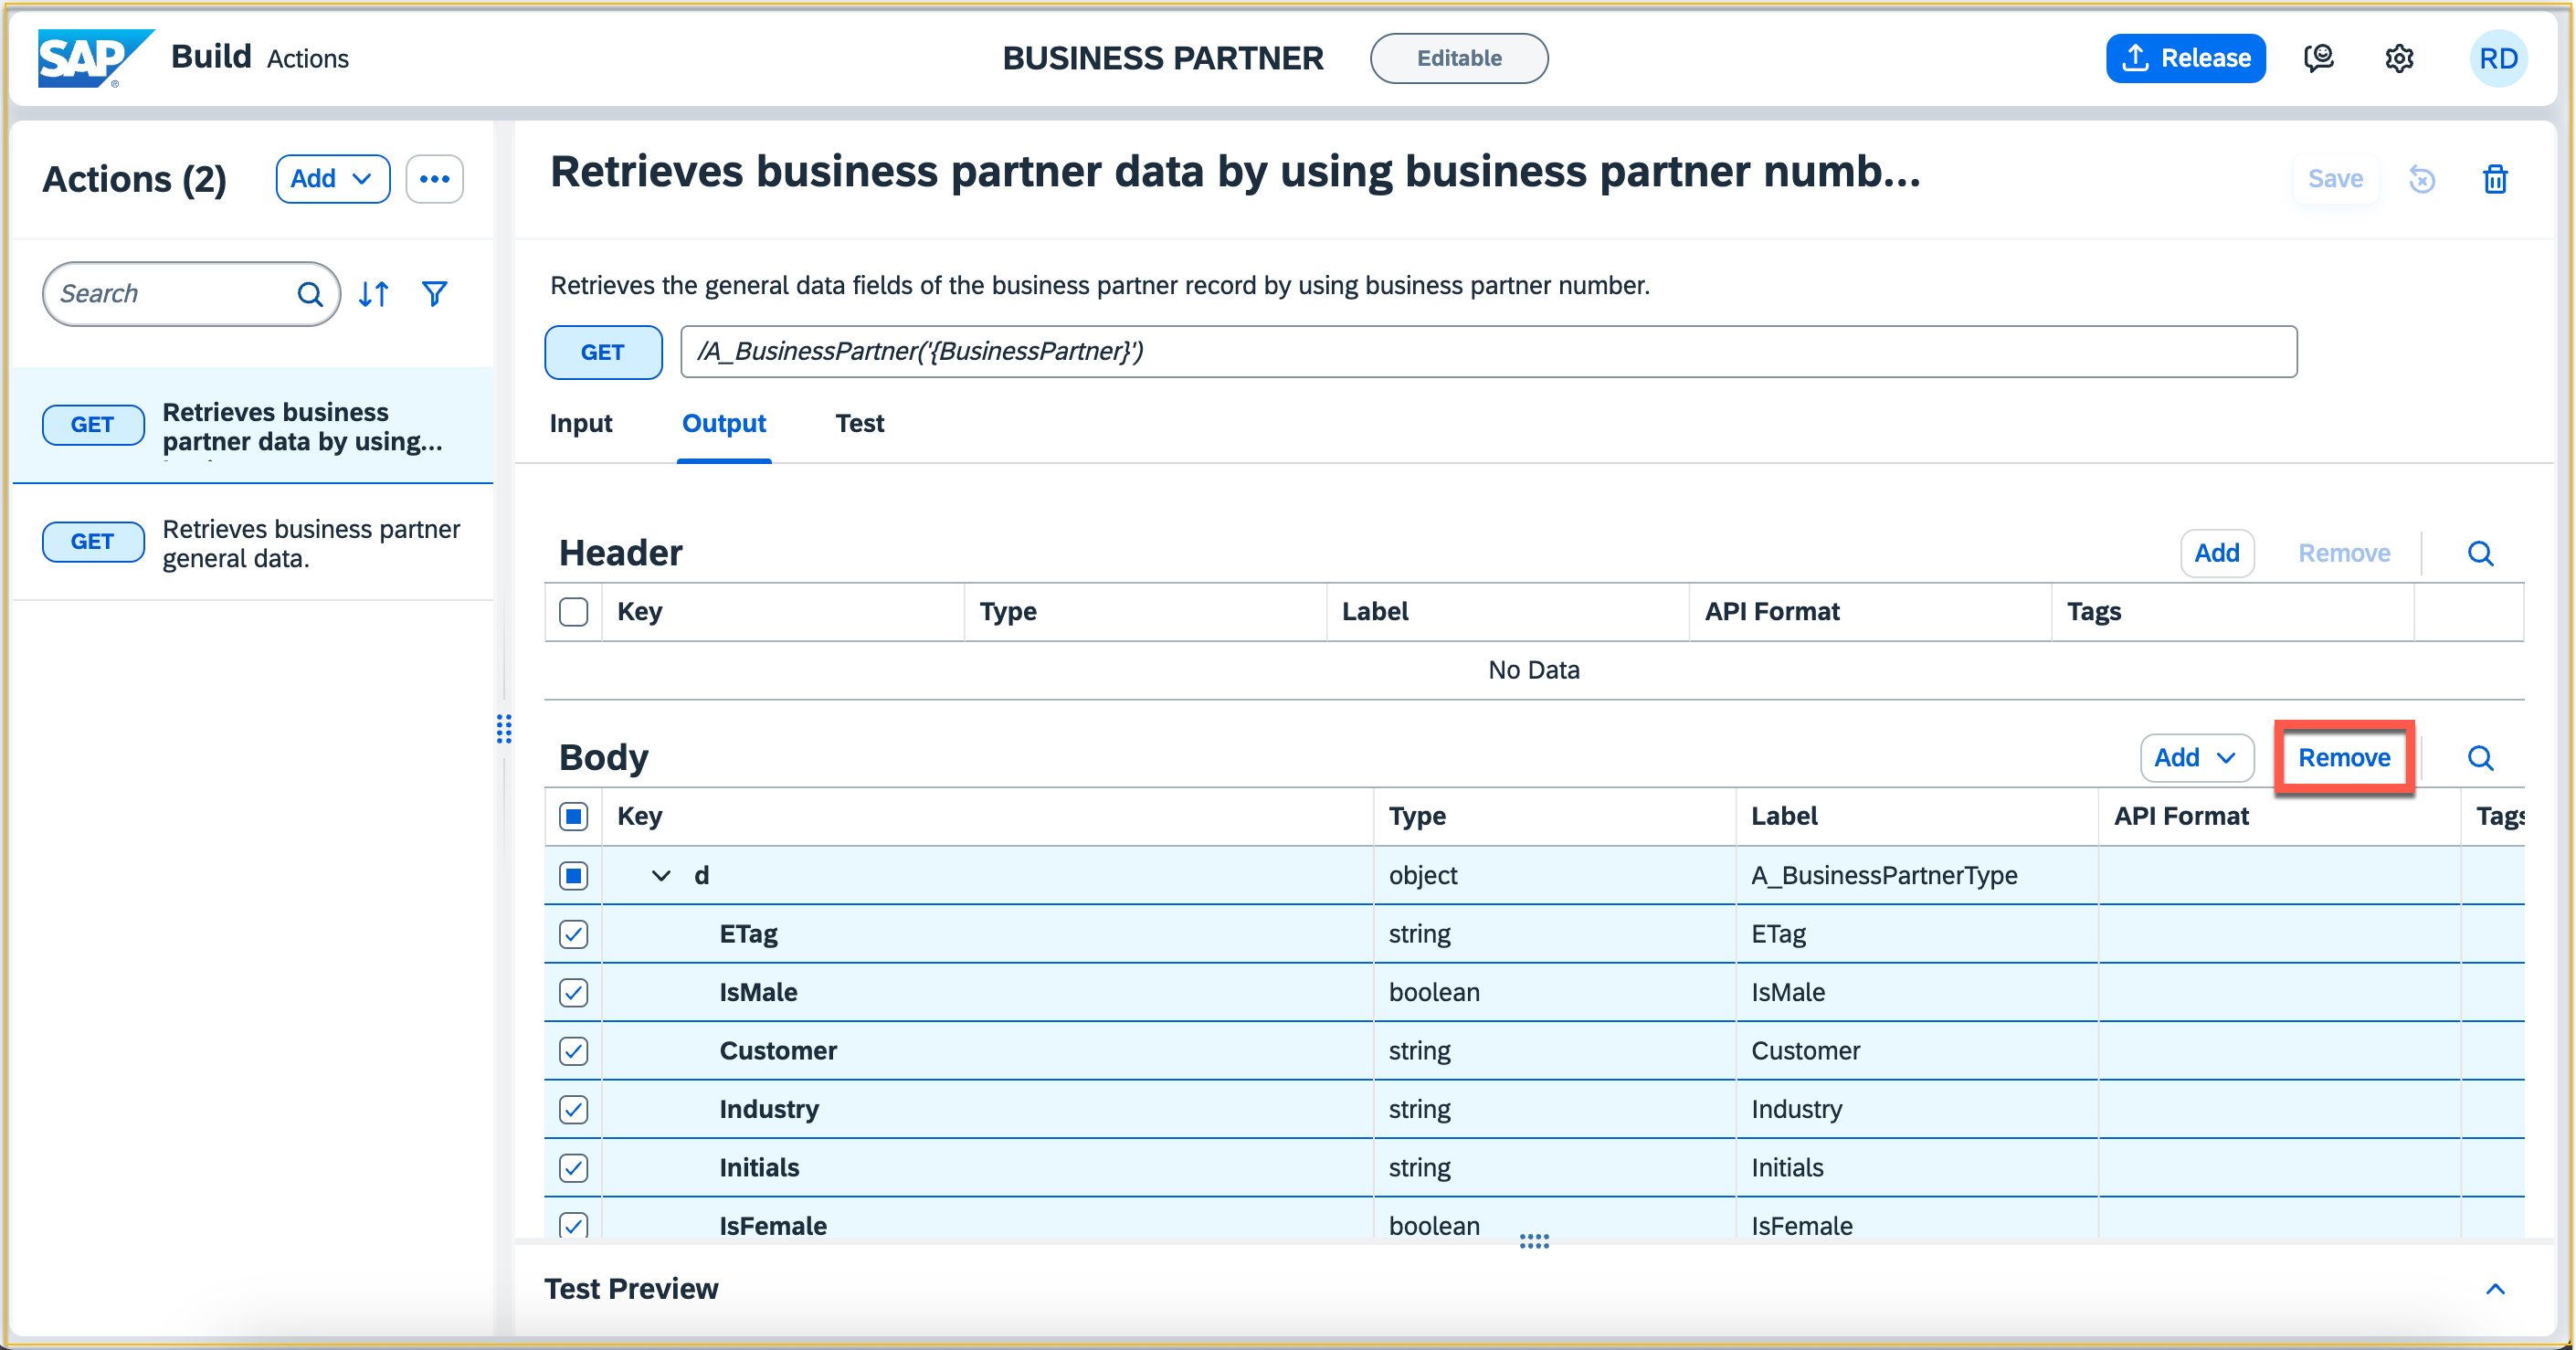 SAP ® Build Actions BUSINESS PARTNER Editable Release RD
Actions (2) Add
Search
GET Retrieves business
partner data by using...
GET Retrieves business partner
general data.
Retrieves business partner data by using business partner numb... Save
Retrieves the general data fields of the business partner record by using business partner number.
GET /A_BusinessPartner('{BusinessPartner}')
Input Output Test
Header Add Remove
Key Type Label API Format Tags
No Data
Body Add Remove
Key Type Label API Format Tags
d object A_BusinessPartnerType
ETag string ETag
IsMale boolean IsMale
Customer string Customer
Industry string Industry
Initials string Initials
IsFemale boolean IsFemale
Test Preview